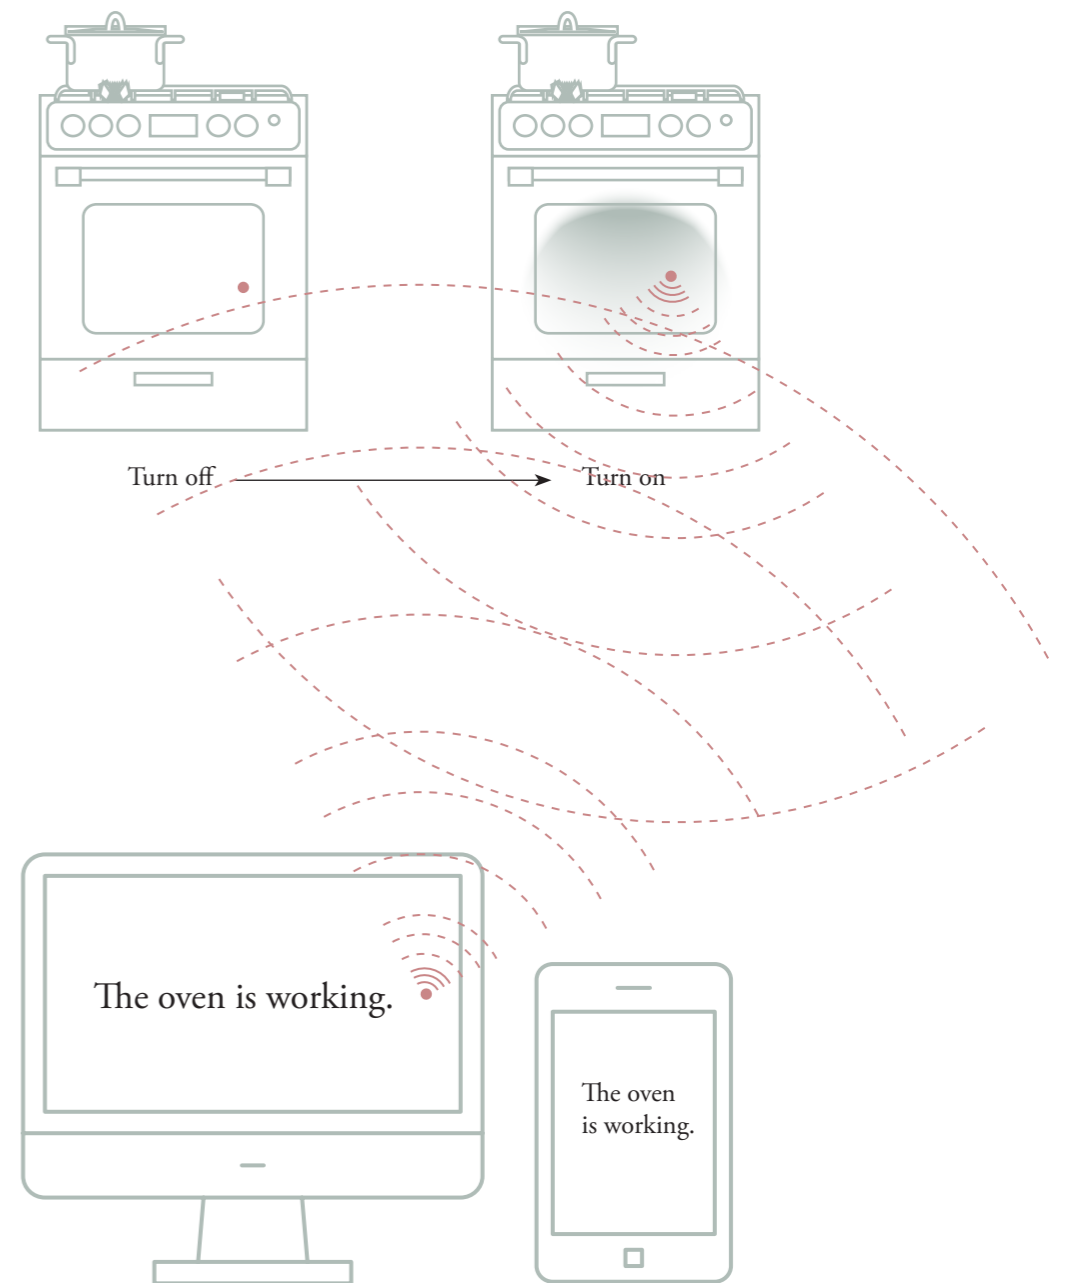 Turn off
Turn on
The oven is working.
The oven
is working.